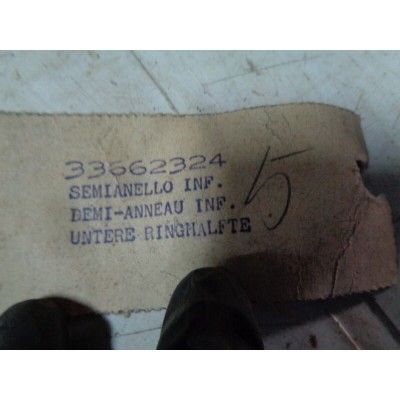 33662324
SEMIANELLO INF.
DEMI-ANNEAU INF.
UNTERE RINGHALFTE
5